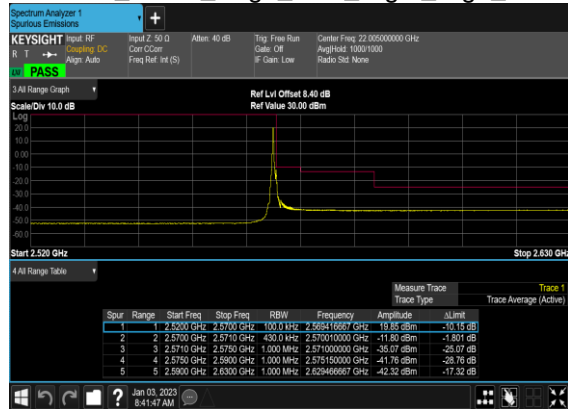 Spectrum Analyzer 1
Spurious Emissions
KEYSIGHT Input: RF Input Z: 50 Ω Atten: 40 dB Trig: Free Run Center Freq: 22.005000000 GHz
R T Coupling: DC Corr CCorr Gate: Off Avg|Hold: 1000/1000
Align: Auto Freq Ref: Int (S) IF Gain: Low Radio Std: None
PASS
3 All Range Graph
Ref Lvl Offset 8.40 dB
Scale/Div 10.0 dB Ref Value 30.00 dBm
Log
20.0
10.0
0.00
-10.0
-20.0
-30.0
-40.0
-50.0
-60.0
Start 2.520 GHz Stop 2.630 GHz
4 All Range Table
Measure Trace Trace 1
Trace Type Trace Average (Active)
Spur Range Start Freq Stop Freq RBW Frequency Amplitude ΔLimit
1 1 2.5200 GHz 2.5700 GHz 100.0 kHz 2.569416667 GHz 19.85 dBm -10.15 dB
2 2 2.5700 GHz 2.5710 GHz 430.0 kHz 2.570010000 GHz -11.80 dBm -1.801 dB
3 3 2.5710 GHz 2.5750 GHz 1.000 MHz 2.571000000 GHz -35.07 dBm -25.07 dB
4 4 2.5750 GHz 2.5900 GHz 1.000 MHz 2.575150000 GHz -41.76 dBm -28.76 dB
5 5 2.5900 GHz 2.6300 GHz 1.000 MHz 2.629466667 GHz -42.32 dBm -17.32 dB
Jan 03, 2023
8:41:47 AM